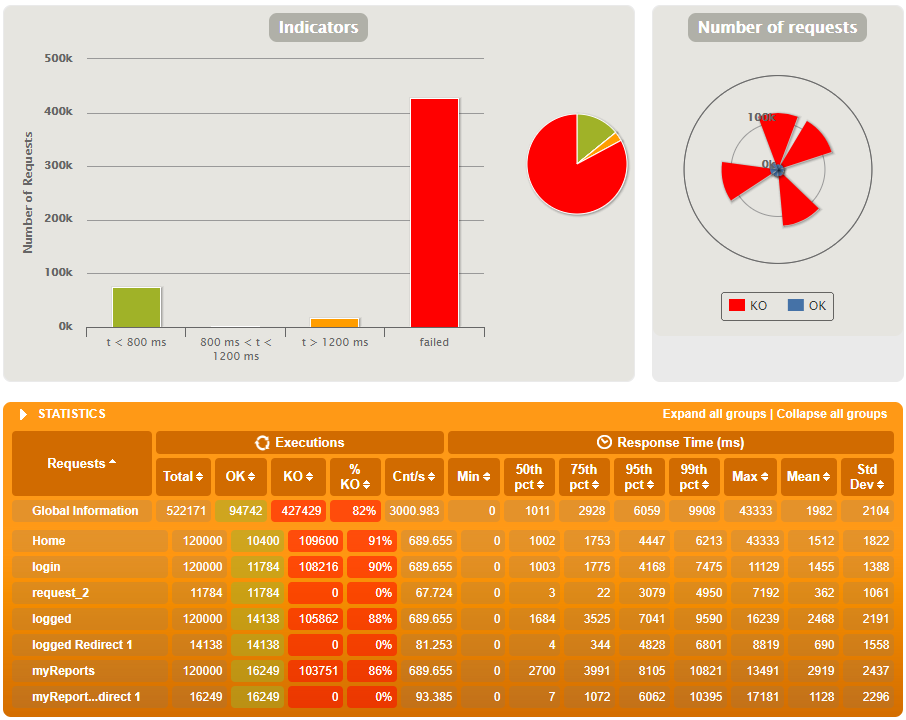 Indicators
500k
400k
300k
200k
100k
0k
Number of Requests
t < 800 ms
800 ms < t <
1200 ms
t > 1200 ms
failed
Number of requests
100k
0k
KO OK
STATISTICS Expand all groups | Collapse all groups
Requests Executions Response Time (ms)
Total OK KO % KO Cnt/s Min 50th pct 75th pct 95th pct 99th pct Max Mean Std Dev
Global Information 522171 94742 427429 82% 3000.983 0 1011 2928 6059 9908 43333 1982 2104
Home 120000 10400 109600 91% 689.655 0 1002 1753 4447 6213 43333 1512 1822
login 120000 11784 108216 90% 689.655 0 1003 1775 4168 7475 11129 1455 1388
request_2 11784 11784 0 0% 67.724 0 3 22 3079 4950 7192 362 1061
logged 120000 14138 105862 88% 689.655 0 1684 3525 7041 9590 16239 2468 2191
logged Redirect 1 14138 14138 0 0% 81.253 0 4 344 4828 6801 8819 690 1558
myReports 120000 16249 103751 86% 689.655 0 2700 3991 8105 10821 13491 2919 2437
myReport...direct 1 16249 16249 0 0% 93.385 0 7 1072 6062 10395 17181 1128 2296